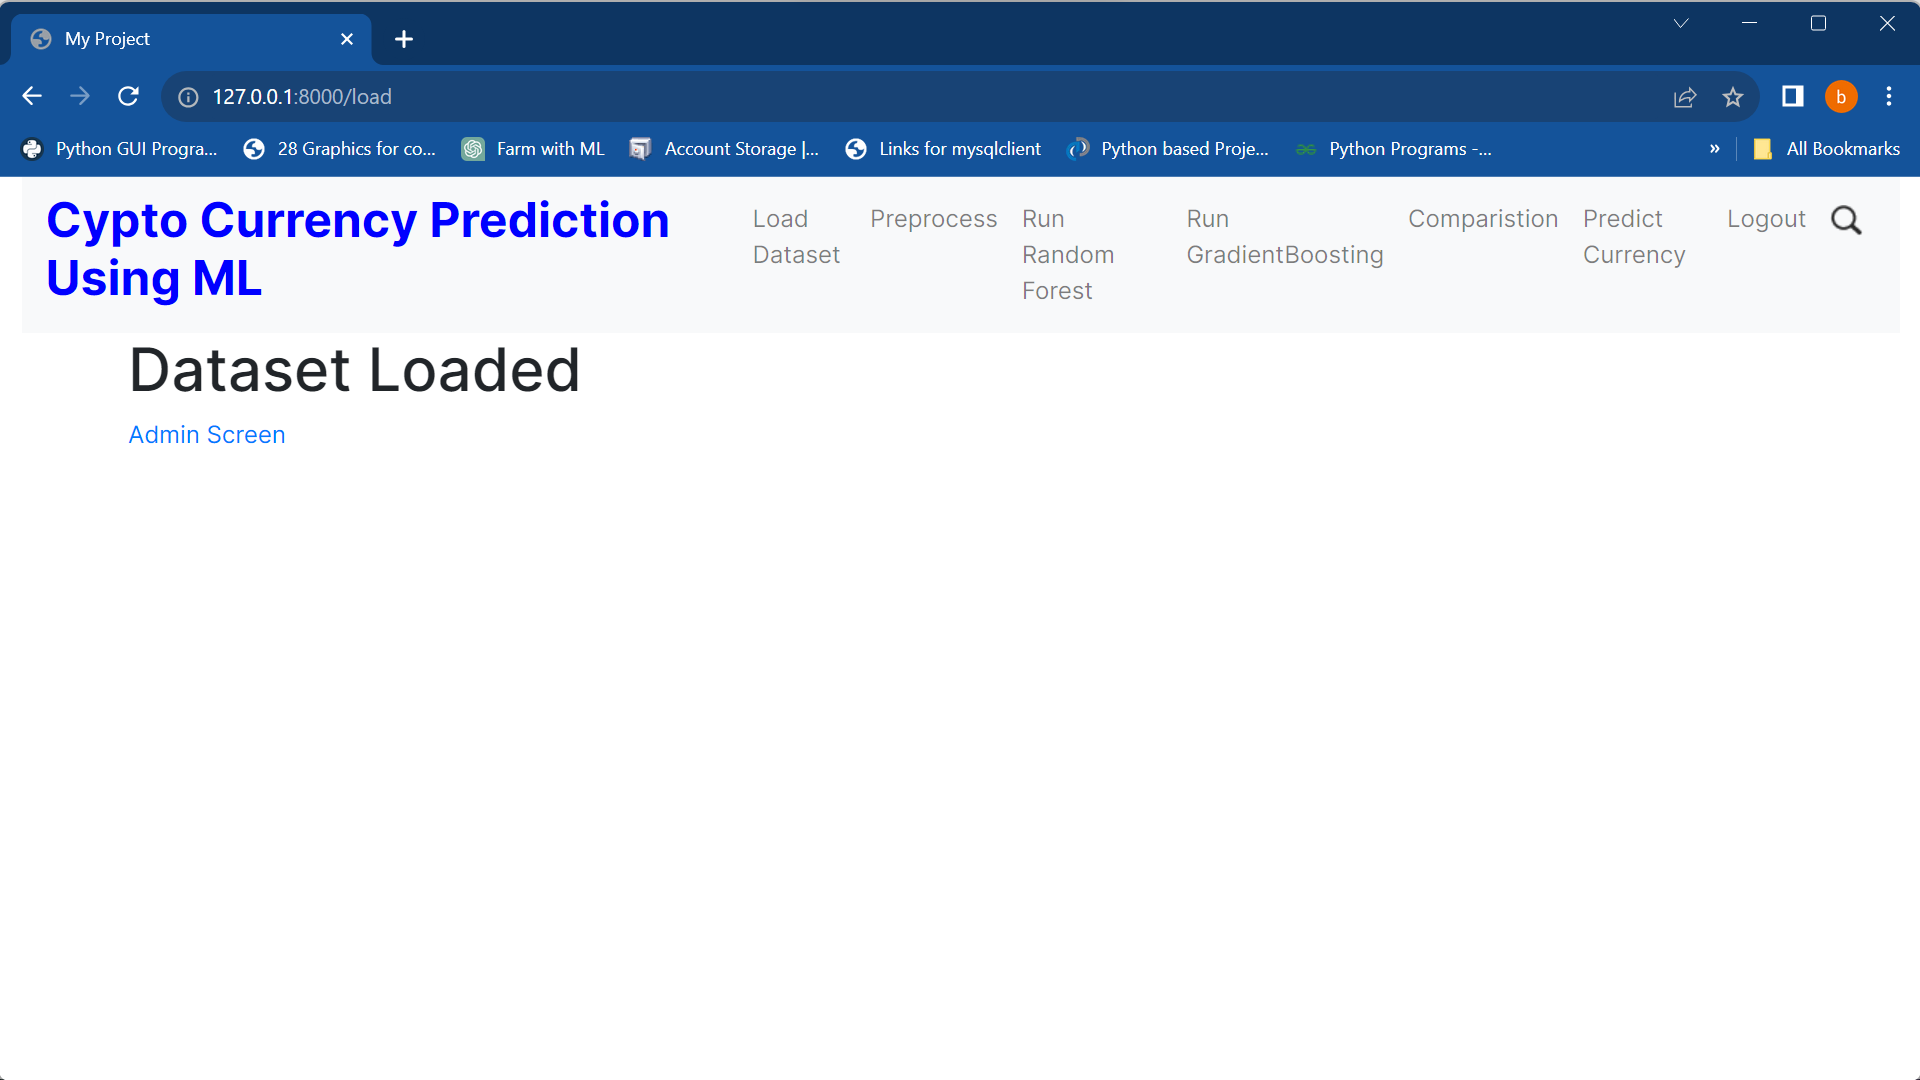 My Project
127.0.0.1:8000/load
b
Python GUI Progra...
28 Graphics for co...
Farm with ML
Account Storage |...
Links for mysqlclient
Python based Proje...
Python Programs -...
»
All Bookmarks
Cypto Currency Prediction
Using ML
Load
Dataset
Preprocess
Run
Random
Forest
Run
GradientBoosting
Comparistion
Predict
Currency
Logout
Dataset Loaded
Admin Screen